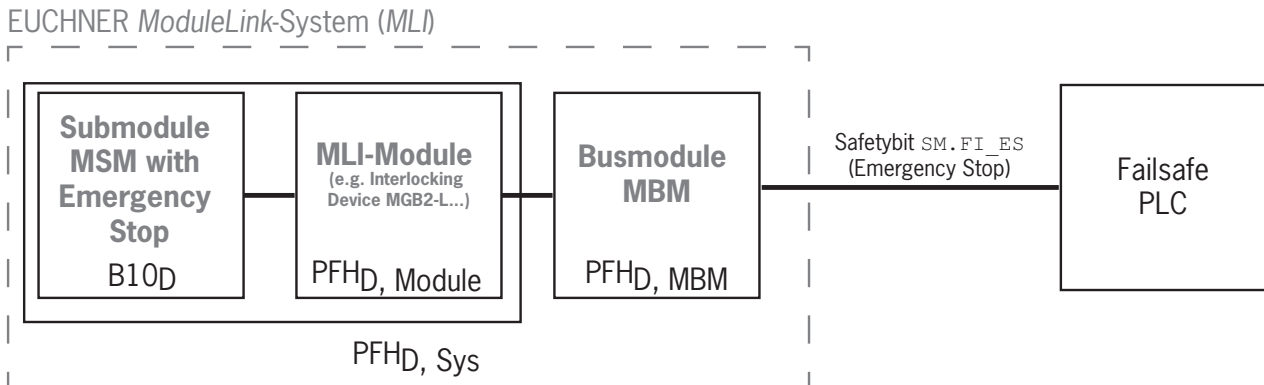 EUCHNER ModuleLink-System (MLI)
Submodule
MSM with
Emergency
Stop
B10D
MLI-Module
(e.g. Interlocking
Device MGB2-L...)
PFHD, Module
Busmodule
MBM
PFHD, MBM
PFHD, Sys
Safetybit SM.FI_ES
(Emergency Stop)
Failsafe
PLC